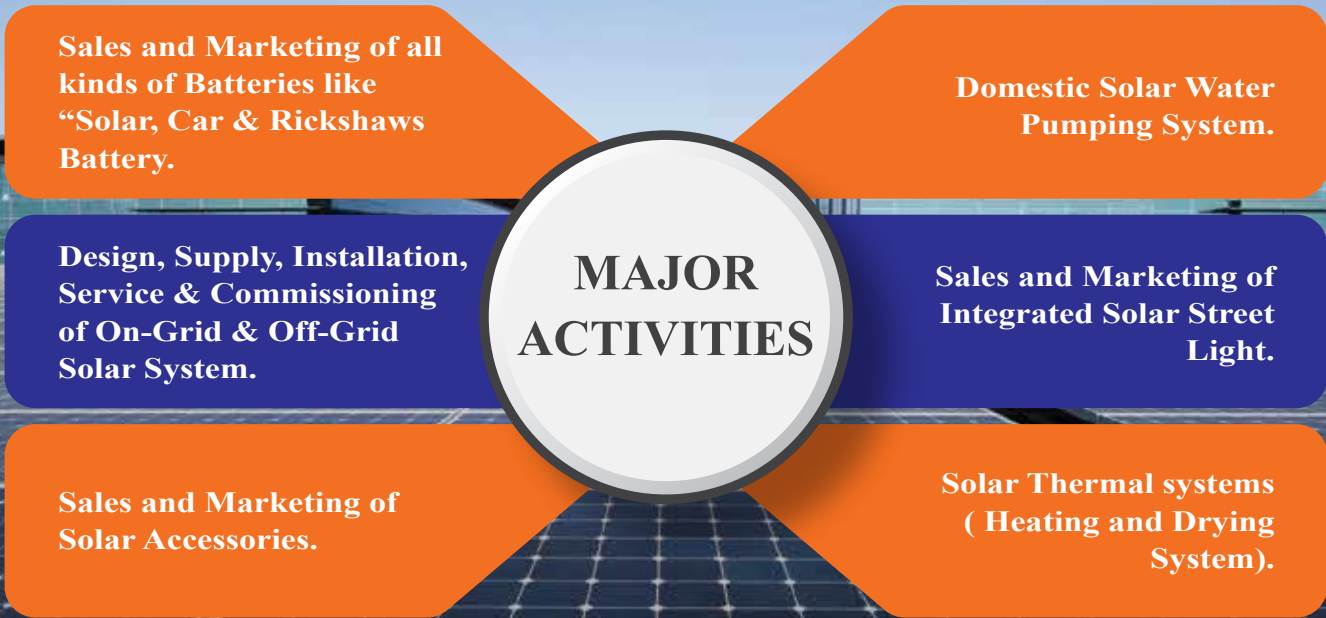 Sales and Marketing of all
kinds of Batteries like
“Solar, Car & Rickshaws
Battery.
Design, Supply, Installation,
Service & Commissioning
of On-Grid & Off-Grid
Solar System.
Sales and Marketing of
Solar Accessories.
MAJOR
ACTIVITIES
Domestic Solar Water
Pumping System.
Sales and Marketing of
Integrated Solar Street
Light.
Solar Thermal systems
( Heating and Drying
System).